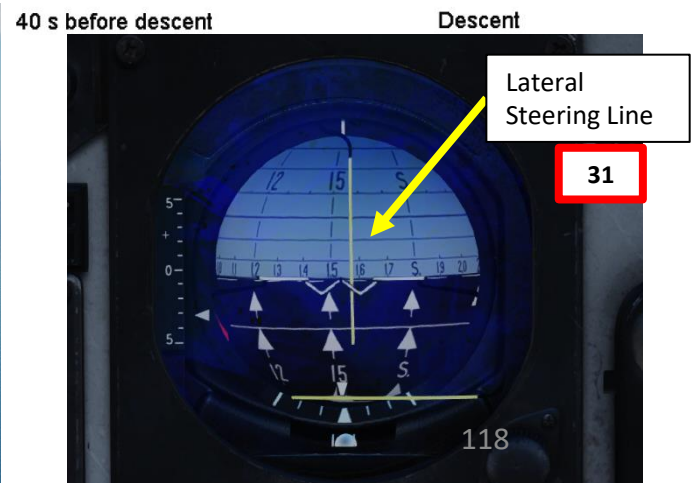 40 s before descent Descent
Lateral
Steering Line
31
12 15 S
5
+
0
11 12 13 14 15 16 17 S. 19 20
5
12 15 S.
118